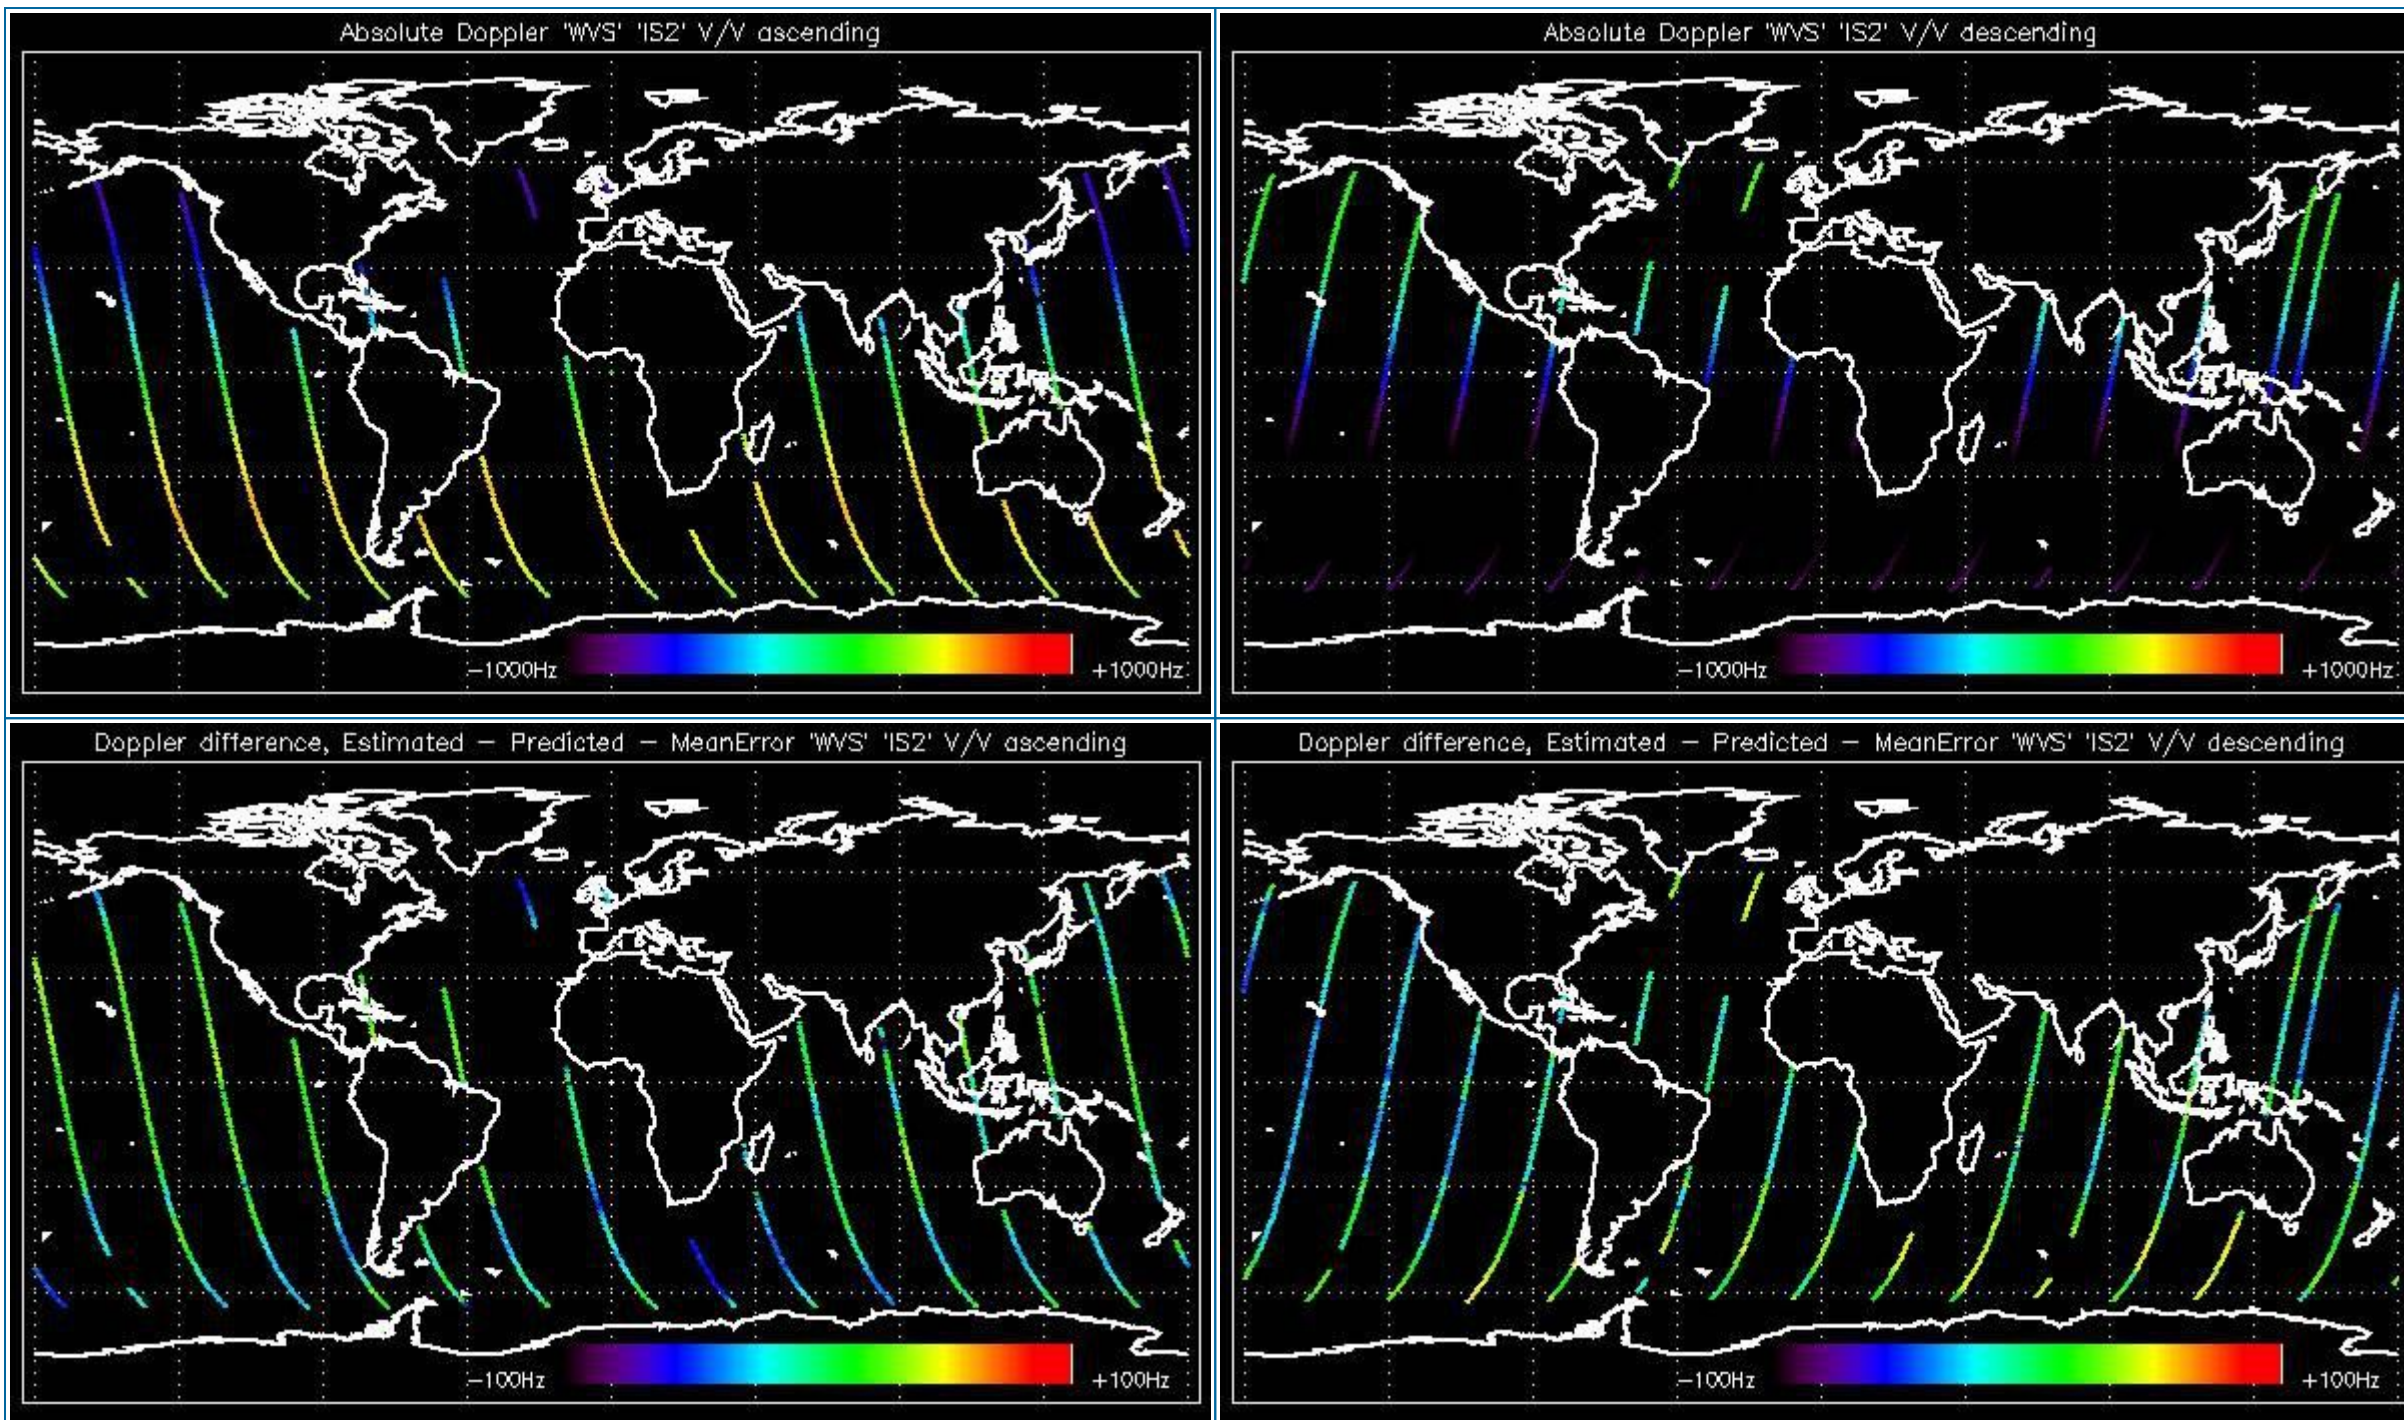 Absolute Doppler 'WVS' 'IS2' V/V ascending
-1000Hz
+1000Hz
Absolute Doppler 'WVS' 'IS2' V/V descending
-1000Hz
+1000Hz
Doppler difference, Estimated - Predicted - MeanError 'WVS' 'IS2' V/V ascending
-100Hz
+100Hz
Doppler difference, Estimated - Predicted - MeanError 'WVS' 'IS2' V/V descending
-100Hz
+100Hz